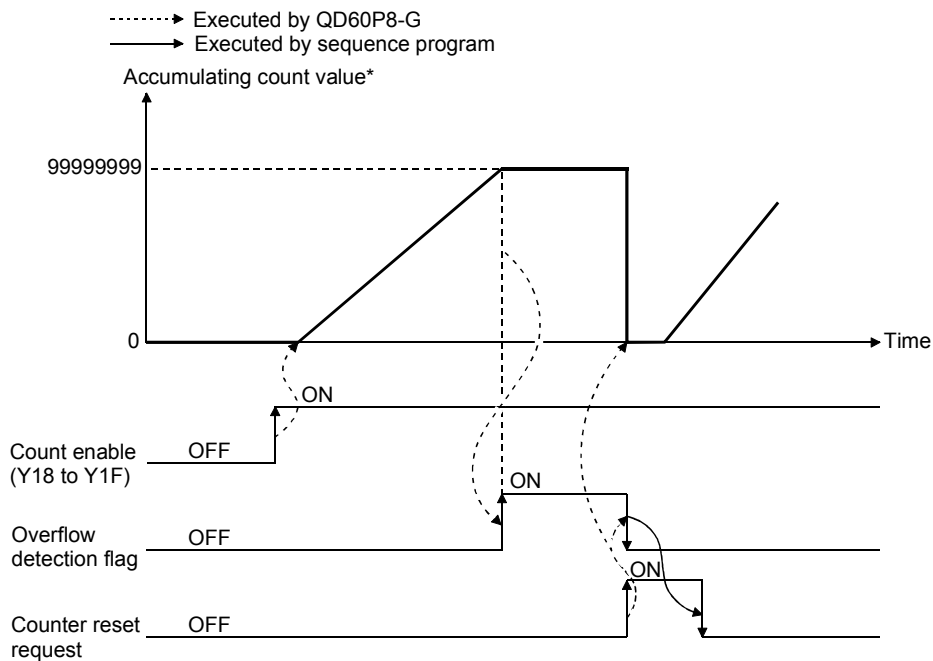 Executed by QD60P8-G
Executed by sequence program
Accumulating count value*
99999999
0
Time
ON
Count enable
(Y18 to Y1F)
OFF
ON
Overflow
detection flag
OFF
ON
Counter reset
request
OFF